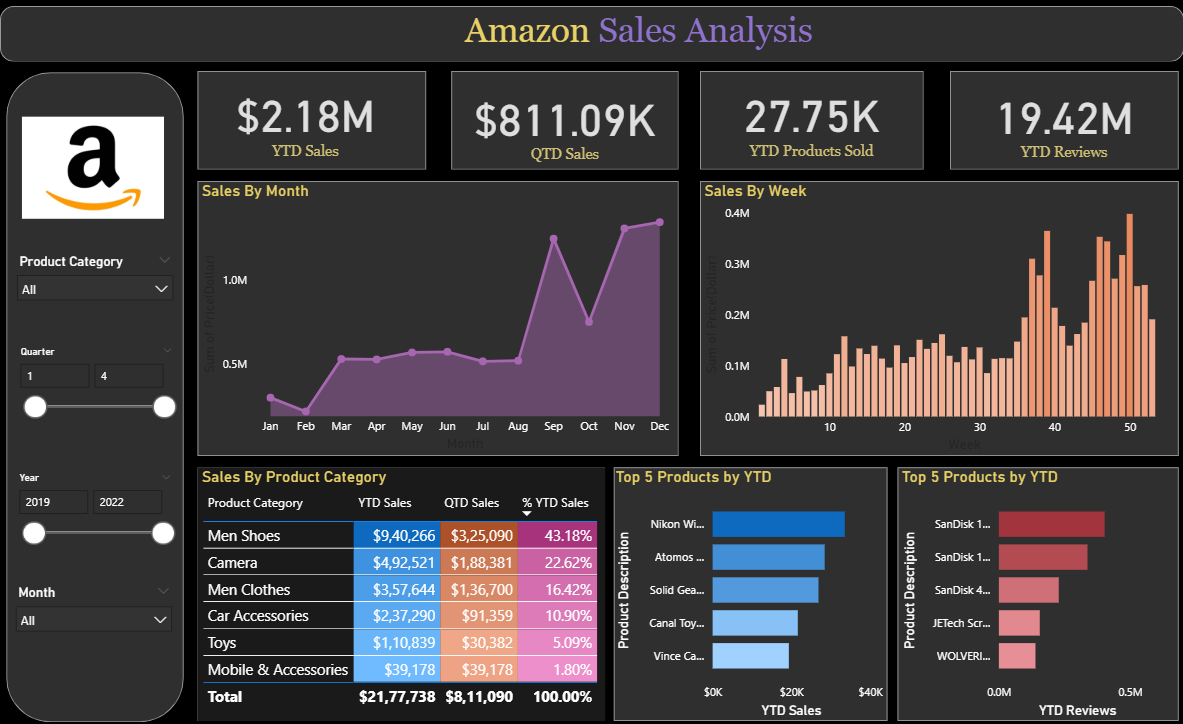 Amazon Sales Analysis
a
$2.18M
YTD Sales
$811.09K
QTD Sales
27.75K
YTD Products Sold
19.42M
YTD Reviews
Product Category
All
Quarter
1 4
Year
2019 2022
Month
All
Sales By Month
Sum of Price(Dollar)
1.0M
0.5M
Jan Feb Mar Apr May Jun Jul Aug Sep Oct Nov Dec
Month
Sales By Week
Sum of Price(Dollar)
0.4M
0.3M
0.2M
0.1M
0.0M
10 20 30 40 50
Week
Sales By Product Category
Product Category YTD Sales QTD Sales % YTD Sales
Men Shoes $9,40,266 $3,25,090 43.18%
Camera $4,92,521 $1,88,381 22.62%
Men Clothes $3,57,644 $1,36,700 16.42%
Car Accessories $2,37,290 $91,359 10.90%
Toys $1,10,839 $30,382 5.09%
Mobile & Accessories $39,178 $39,178 1.80%
Total $21,77,738 $8,11,090 100.00%
Top 5 Products by YTD
Product Description
Nikon Wi...
Atomos ...
Solid Gea...
Canal Toy...
Vince Ca...
$0K $20K $40K
YTD Sales
Top 5 Products by YTD
Product Description
SanDisk 1...
SanDisk 1...
SanDisk 4...
JETech Scr...
WOLVERI...
0.0M 0.5M
YTD Reviews